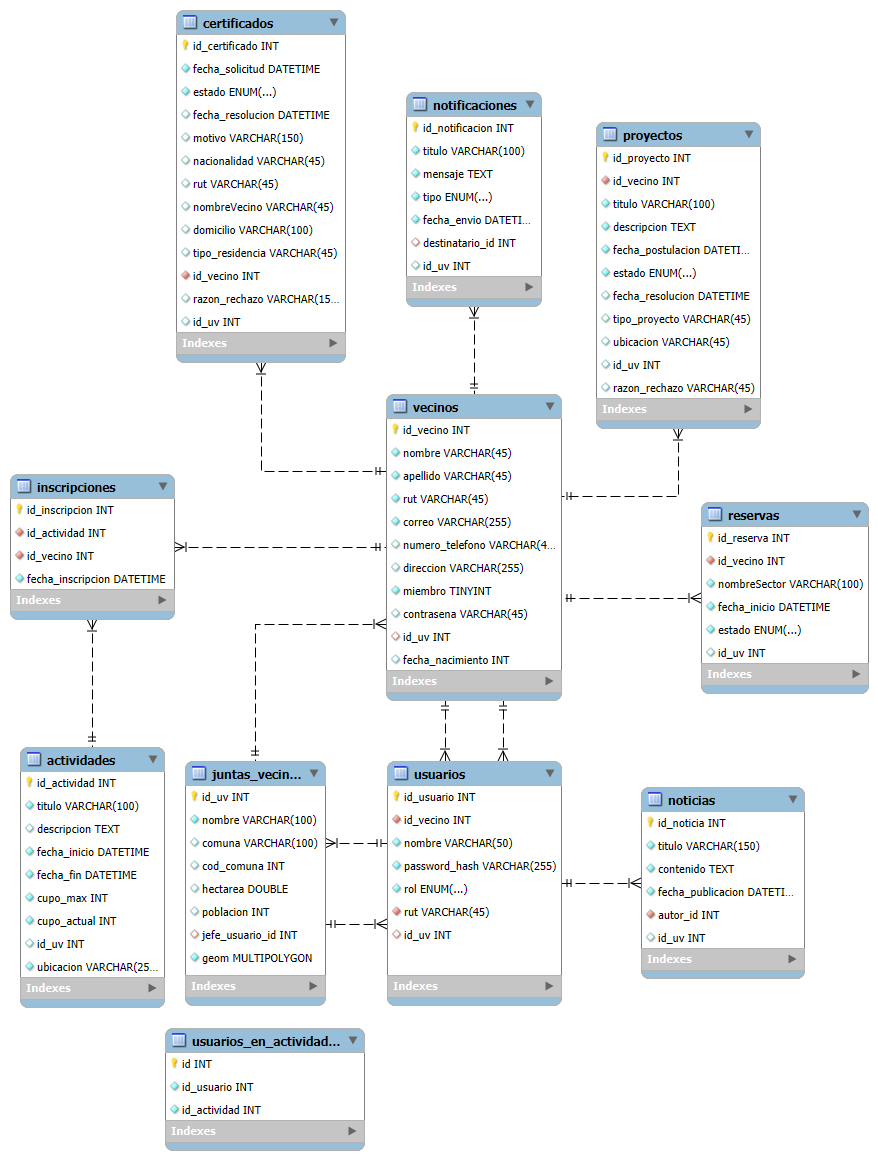 certificados
id_certificado INT
fecha_solicitud DATETIME
estado ENUM(...)
fecha_resolucion DATETIME
motivo VARCHAR(150)
nacionalidad VARCHAR(45)
rut VARCHAR(45)
nombreVecino VARCHAR(45)
domicilio VARCHAR(100)
tipo_residencia VARCHAR(45)
id_vecino INT
razon_rechazo VARCHAR(15...
id_uv INT
Indexes
notificaciones
id_notificacion INT
titulo VARCHAR(100)
mensaje TEXT
tipo ENUM(...)
fecha_envio DATETI...
destinatario_id INT
id_uv INT
Indexes
proyectos
id_proyecto INT
id_vecino INT
titulo VARCHAR(100)
descripcion TEXT
fecha_postulacion DATETI...
estado ENUM(...)
fecha_resolucion DATETIME
tipo_proyecto VARCHAR(45)
ubicacion VARCHAR(45)
id_uv INT
razon_rechazo VARCHAR(45)
Indexes
vecinos
id_vecino INT
nombre VARCHAR(45)
apellido VARCHAR(45)
rut VARCHAR(45)
correo VARCHAR(255)
numero_telefono VARCHAR(4...
direccion VARCHAR(255)
miembro TINYINT
contrasena VARCHAR(45)
id_uv INT
fecha_nacimiento INT
Indexes
inscripciones
id_inscripcion INT
id_actividad INT
id_vecino INT
fecha_inscripcion DATETIME
Indexes
reservas
id_reserva INT
id_vecino INT
nombreSector VARCHAR(100)
fecha_inicio DATETIME
estado ENUM(...)
id_uv INT
Indexes
actividades
id_actividad INT
titulo VARCHAR(100)
descripcion TEXT
fecha_inicio DATETIME
fecha_fin DATETIME
cupo_max INT
cupo_actual INT
id_uv INT
ubicacion VARCHAR(25...
Indexes
juntas_vecin...
id_uv INT
nombre VARCHAR(100)
comuna VARCHAR(100)
cod_comuna INT
hectarea DOUBLE
poblacion INT
jefe_usuario_id INT
geom MULTIPOLYGON
Indexes
usuarios
id_usuario INT
id_vecino INT
nombre VARCHAR(50)
password_hash VARCHAR(255)
rol ENUM(...)
rut VARCHAR(45)
id_uv INT
Indexes
noticias
id_noticia INT
titulo VARCHAR(150)
contenido TEXT
fecha_publicacion DATETI...
autor_id INT
id_uv INT
Indexes
usuarios_en_actividad...
id INT
id_usuario INT
id_actividad INT
Indexes